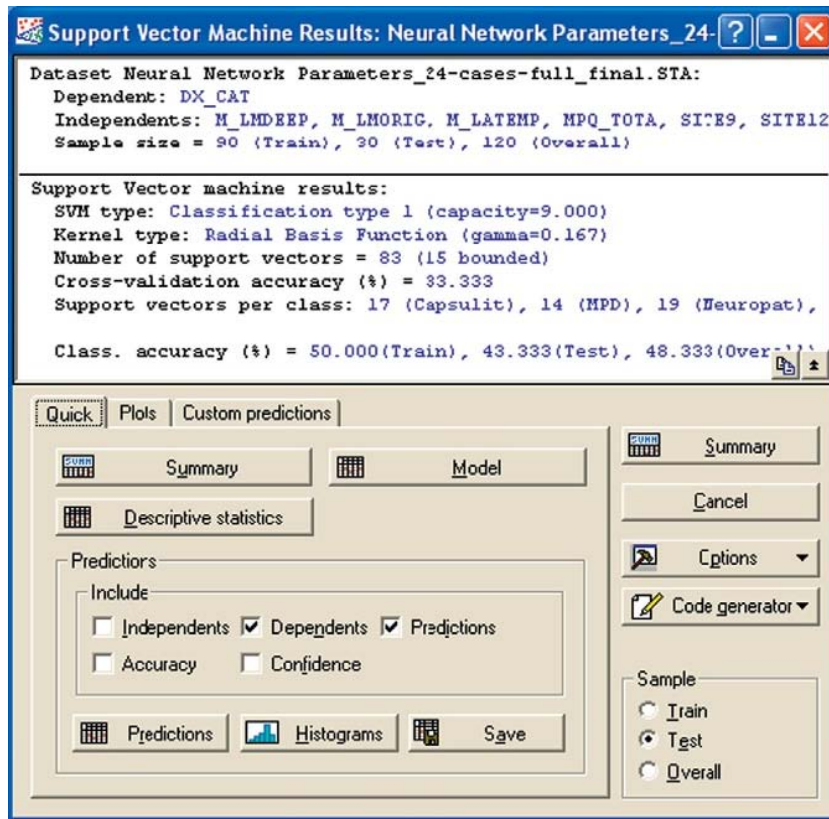 Support Vector Machine Results: Neural Network Parameters_24-
Dataset Neural Network Parameters_24-cases-full_final.STA:
Dependent: DX_CAT
Independents: M_LMDEEP, M_LMORIG, M_LATEMP, MPQ_TOTA, SITE9, SITE12
Sample size = 90 (Train), 30 (Test), 120 (Overall)
Support Vector machine results:
SVM type: Classification type 1 (capacity=9.000)
Kernel type: Radial Basis Function (gamma=0.167)
Number of support vectors = 83 (15 bounded)
Cross-validation accuracy (%) = 33.333
Support vectors per class: 17 (Capsulit), 14 (MPD), 19 (Neuropat),
Class. accuracy (%) = 50.000(Train), 43.333(Test), 48.333(Overall)
Quick Plots Custom predictions
Summary Model
Descriptive statistics
Predictions
Include
Independents Dependents Predictions
Accuracy Confidence
Predictions Histograms Save
Summary
Cancel
Options
Code generator
Sample
Train
Test
Overall